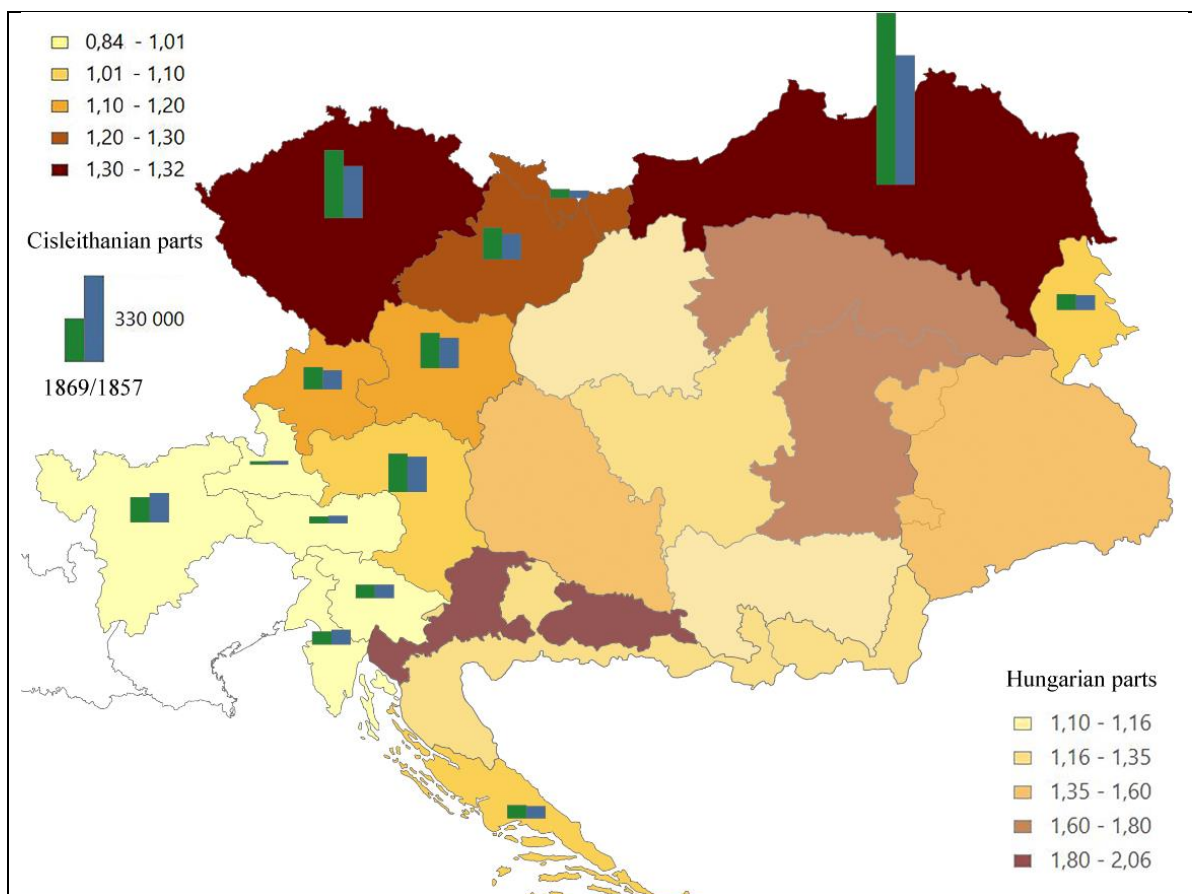 0,84 - 1,01
1,01 - 1,10
1,10 - 1,20
1,20 - 1,30
1,30 - 1,32
Cisleithanian parts
330 000
1869/1857
Hungarian parts
1,10 - 1,16
1,16 - 1,35
1,35 - 1,60
1,60 - 1,80
1,80 - 2,06